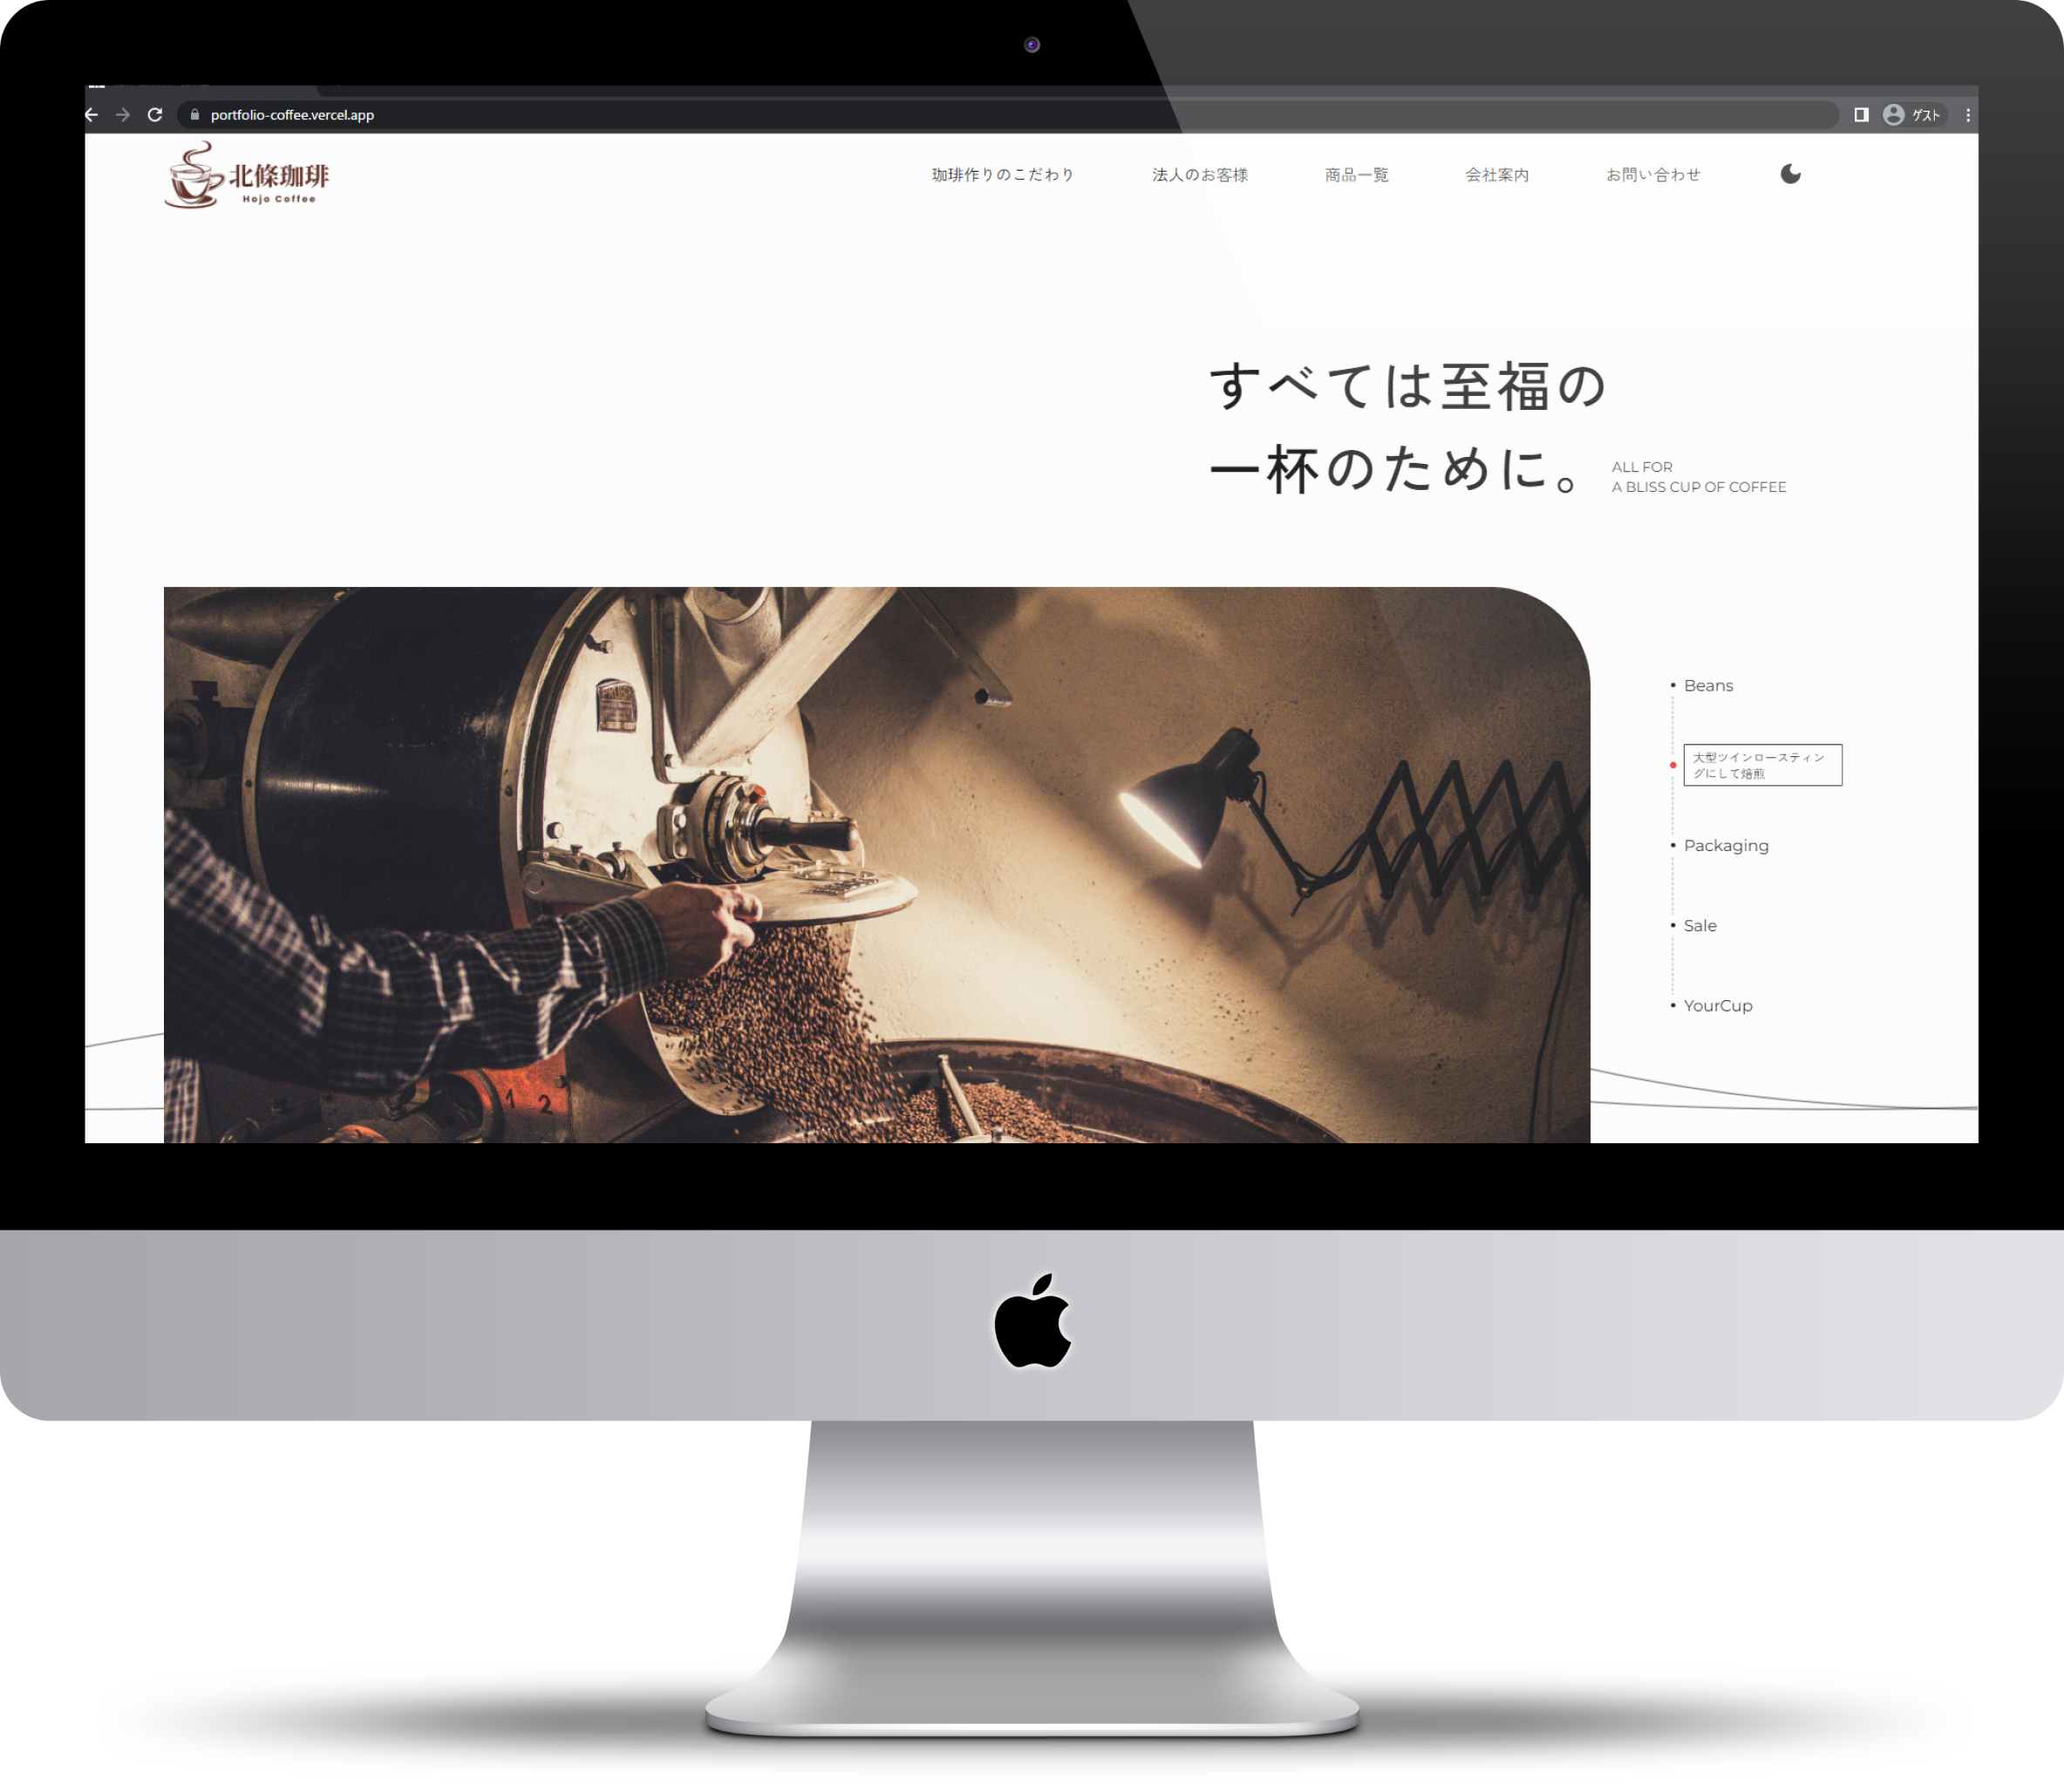 portfolio-coffee.vercel.app
ゲスト
北條珈琲
Hojo Coffee
珈琲作りのこだわり
法人のお客様
商品一覧
会社案内
お問い合わせ
すべては至福の
一杯のために。
ALL FOR
A BLISS CUP OF COFFEE
Beans
大型ツインロースティン
グにして焙煎
Packaging
Sale
YourCup
1 2